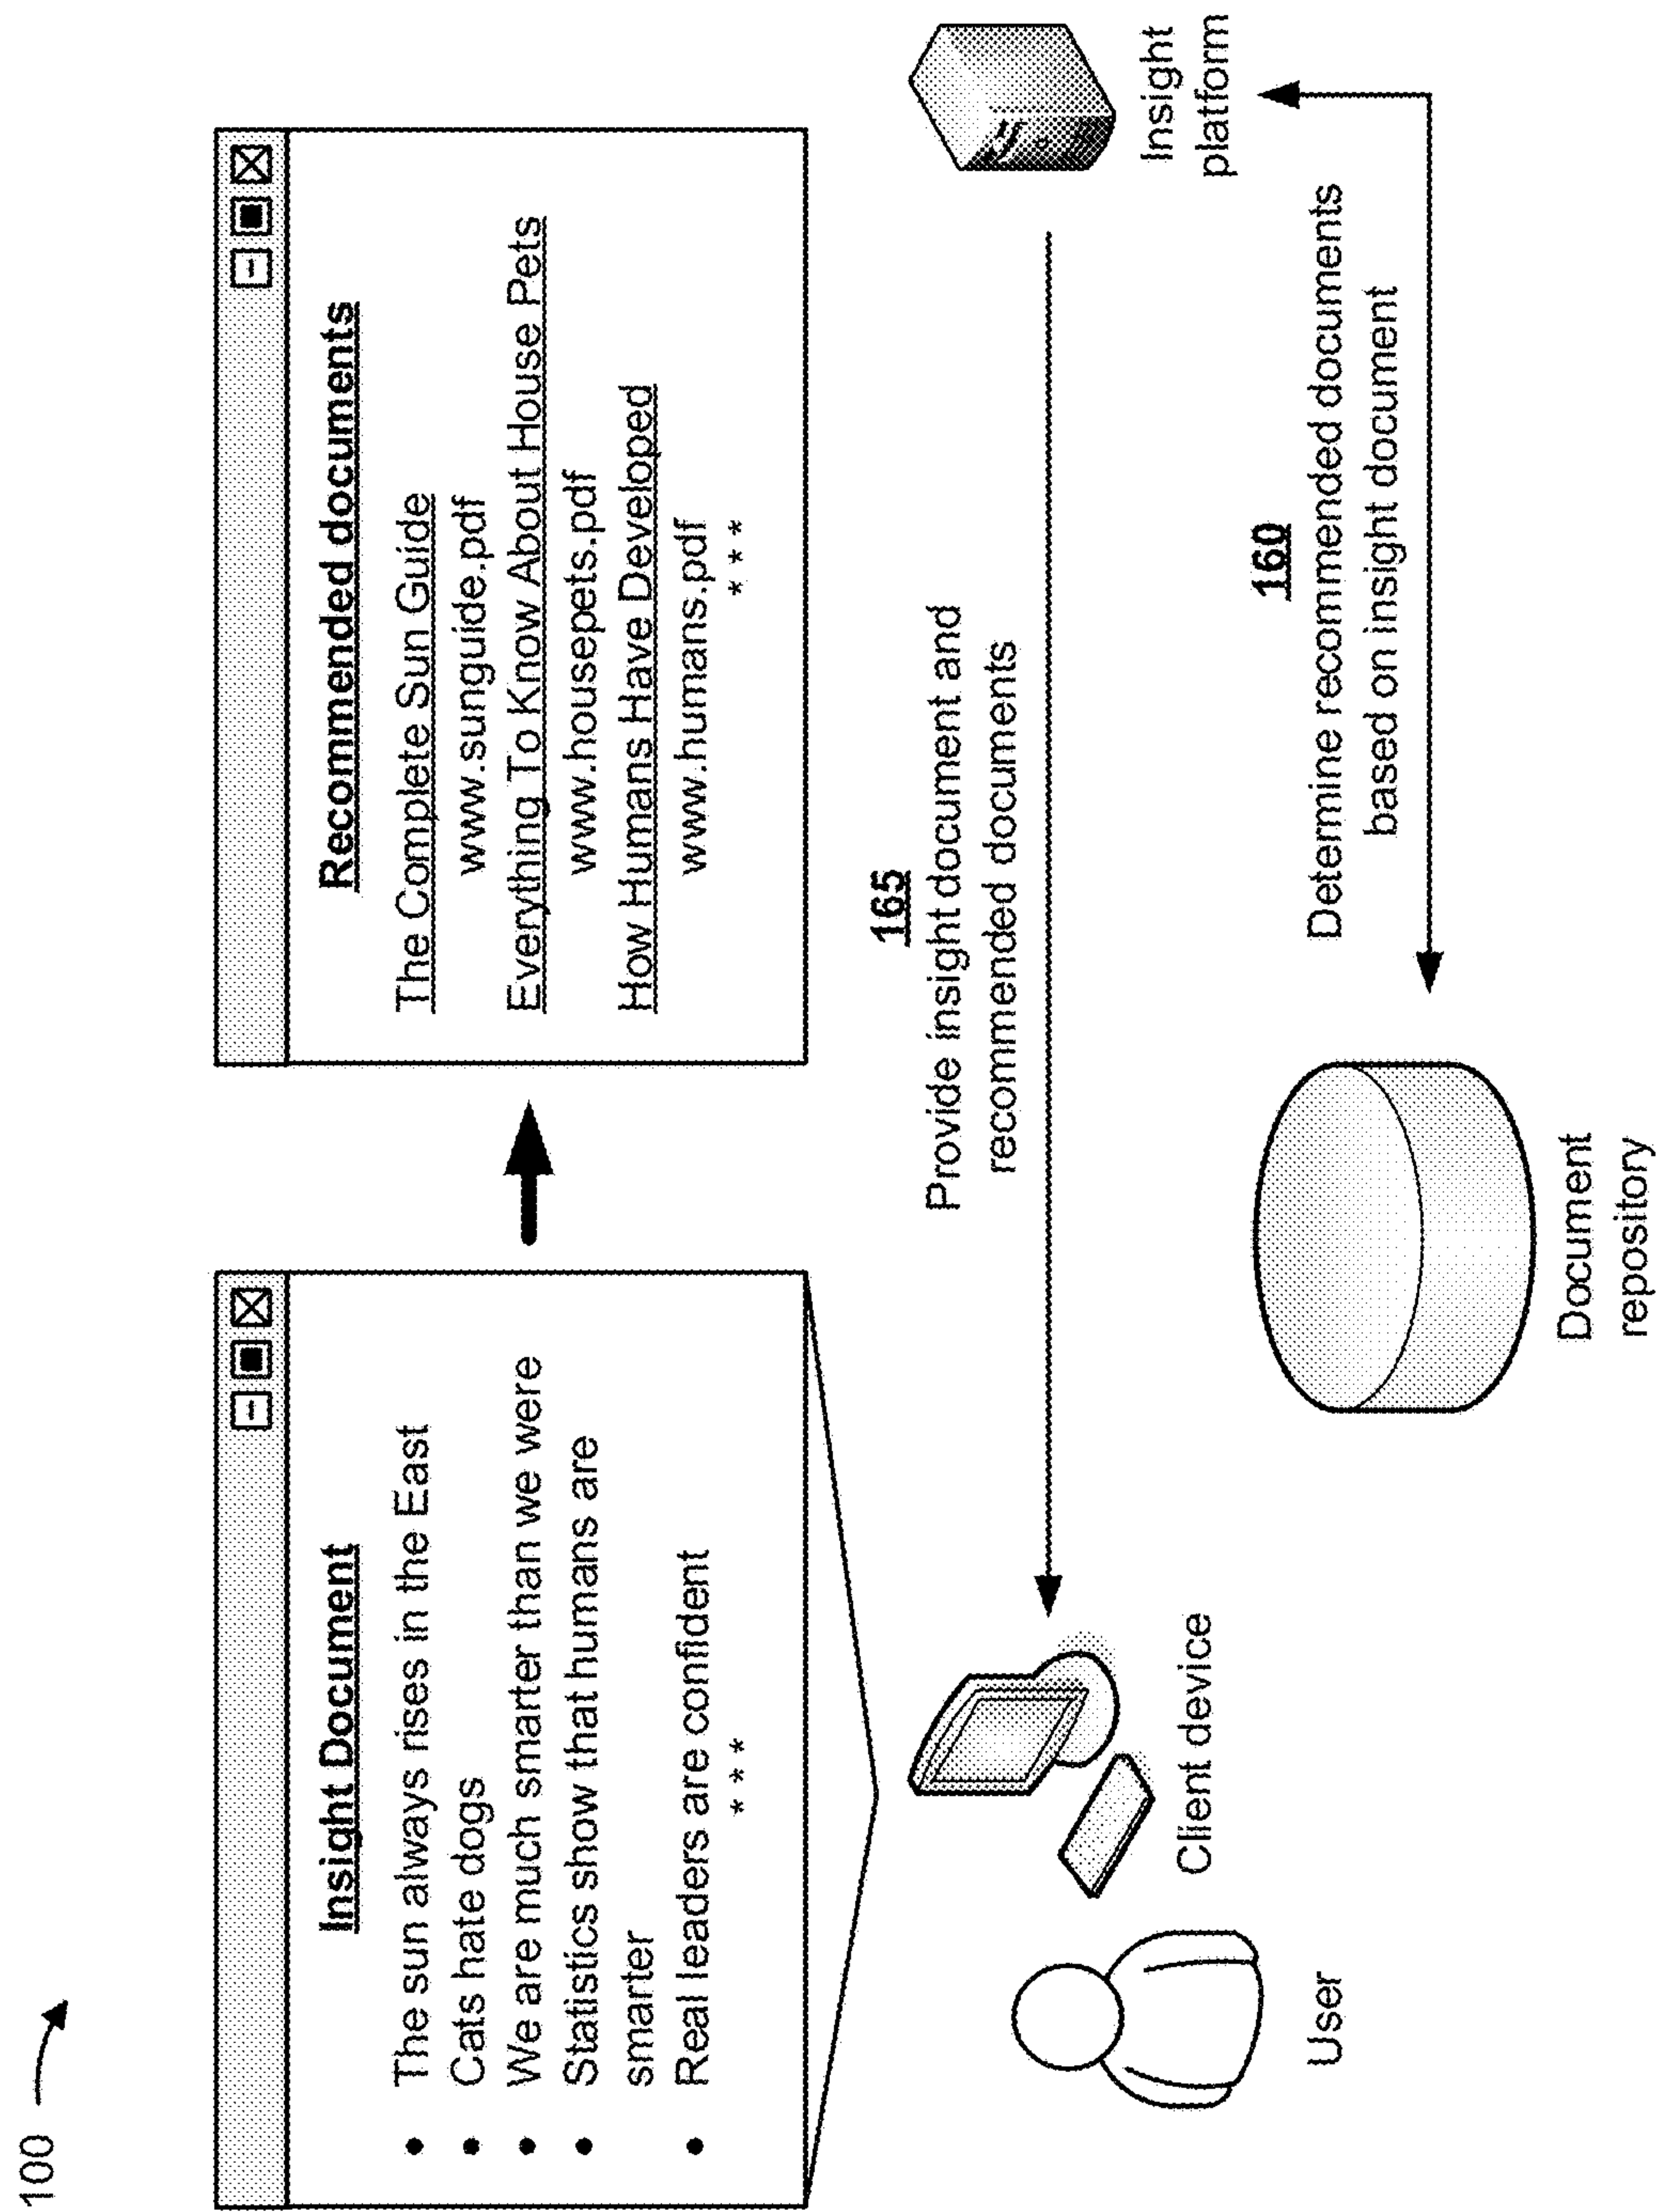 100
Insight Document
• The sun always rises in the East
• Cats hate dogs
• We are much smarter than we were
• Statistics show that humans are
smarter
• Real leaders are confident
* * *
Recommended documents
The Complete Sun Guide
www.sunguide.pdf
Everything To Know About House Pets
www.housepets.pdf
How Humans Have Developed
www.humans.pdf
* * *
165
Provide insight document and
recommended documents
User
Client device
Insight
platform
160
Determine recommended documents
based on insight document
Document
repository